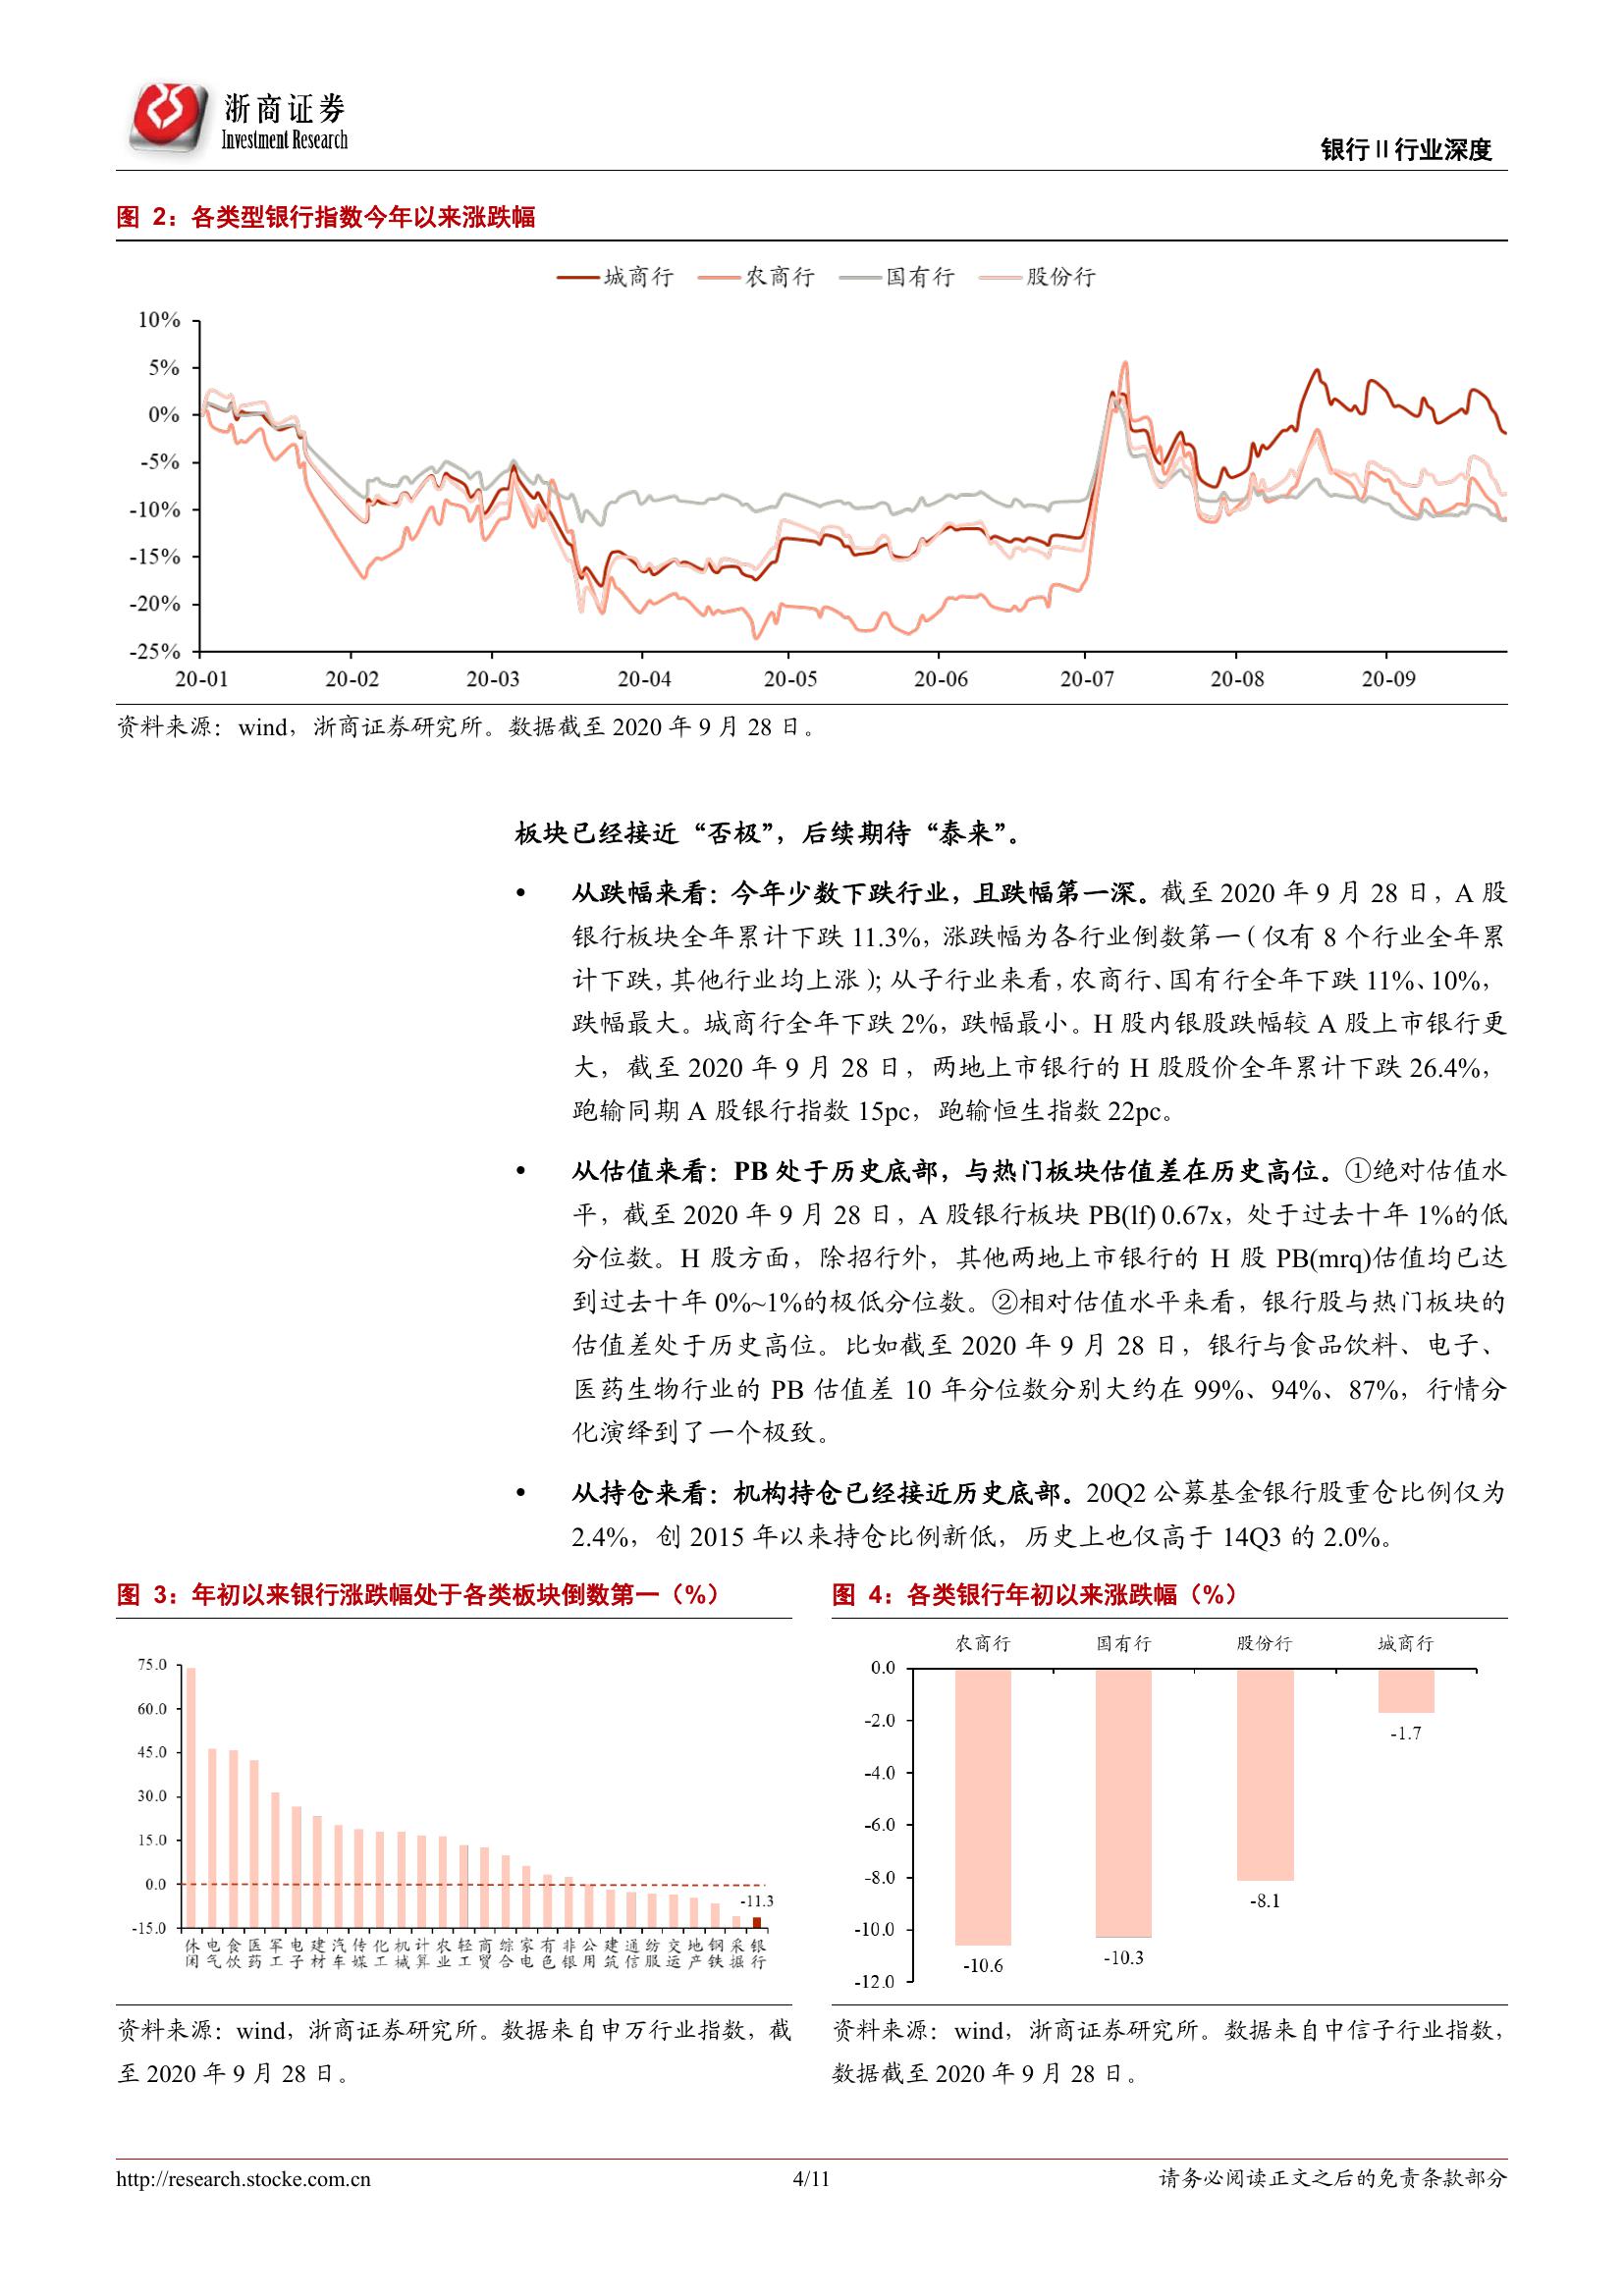 浙商证券
Investment Research
银行Ⅱ行业深度
图 2：各类型银行指数今年以来涨跌幅
城商行 农商行 国有行 股份行
10%
5%
0%
-5%
-10%
-15%
-20%
-25%
20-01 20-02 20-03 20-04 20-05 20-06 20-07 20-08 20-09
资料来源：wind，浙商证券研究所。数据截至 2020 年 9 月 28 日。
板块已经接近“否极”，后续期待“泰来”。
• 从跌幅来看：今年少数下跌行业，且跌幅第一深。截至 2020 年 9 月 28 日，A 股
银行板块全年累计下跌 11.3%，涨跌幅为各行业倒数第一（仅有 8 个行业全年累
计下跌，其他行业均上涨）；从子行业来看，农商行、国有行全年下跌 11%、10%，
跌幅最大。城商行全年下跌 2%，跌幅最小。H 股内银股跌幅较 A 股上市银行更
大，截至 2020 年 9 月 28 日，两地上市银行的 H 股股价全年累计下跌 26.4%，
跑输同期 A 股银行指数 15pc，跑输恒生指数 22pc。
• 从估值来看：PB 处于历史底部，与热门板块估值差在历史高位。①绝对估值水
平，截至 2020 年 9 月 28 日，A 股银行板块 PB(lf) 0.67x，处于过去十年 1%的低
分位数。H 股方面，除招行外，其他两地上市银行的 H 股 PB(mrq)估值均已达
到过去十年 0%~1%的极低分位数。②相对估值水平来看，银行股与热门板块的
估值差处于历史高位。比如截至 2020 年 9 月 28 日，银行与食品饮料、电子、
医药生物行业的 PB 估值差 10 年分位数分别大约在 99%、94%、87%，行情分
化演绎到了一个极致。
• 从持仓来看：机构持仓已经接近历史底部。20Q2 公募基金银行股重仓比例仅为
2.4%，创 2015 年以来持仓比例新低，历史上也仅高于 14Q3 的 2.0%。
图 3：年初以来银行涨跌幅处于各类板块倒数第一（%）
75.0
60.0
45.0
30.0
15.0
0.0
-15.0
-11.3
休闲 电气 食饮 医药 军工 电子 建材 汽车 传媒 化工 机械 计算 农业 轻工 商贸 综合 家电 有色 非银 公用 建筑 通信 纺服 交运 地产 钢铁 采掘 银行
资料来源：wind，浙商证券研究所。数据来自申万行业指数，截
至 2020 年 9 月 28 日。
图 4：各类银行年初以来涨跌幅（%）
农商行 国有行 股份行 城商行
0.0
-2.0
-4.0
-6.0
-8.0
-10.0
-12.0
-10.6 -10.3 -8.1 -1.7
资料来源：wind，浙商证券研究所。数据来自中信子行业指数，
数据截至 2020 年 9 月 28 日。
http://research.stocke.com.cn 4/11 请务必阅读正文之后的免责条款部分